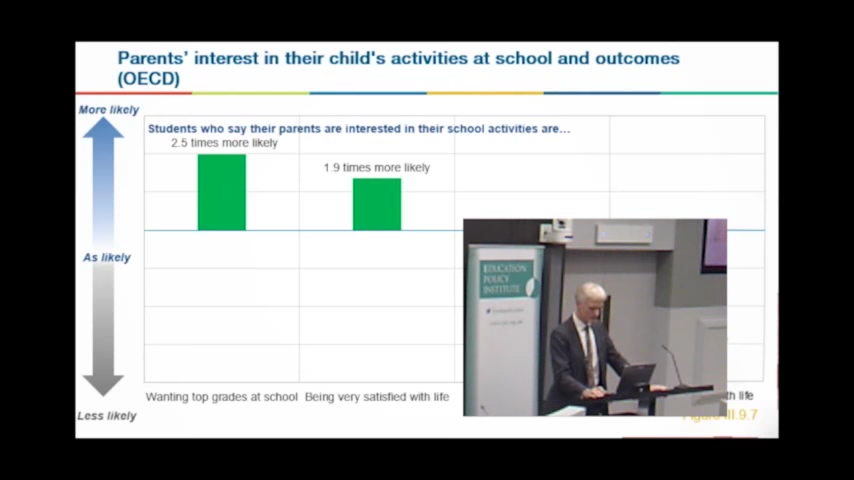 Parents' interest in their child's activities at school and outcomes
(OECD)
More likely
Students who say their parents are interested in their school activities are...
2.5 times more likely
1.9 times more likely
As likely
EDUCATION
POLICY
INSTITUTE
Wanting top grades at school
Being very satisfied with life
th life
Less likely
Figure III.9.7